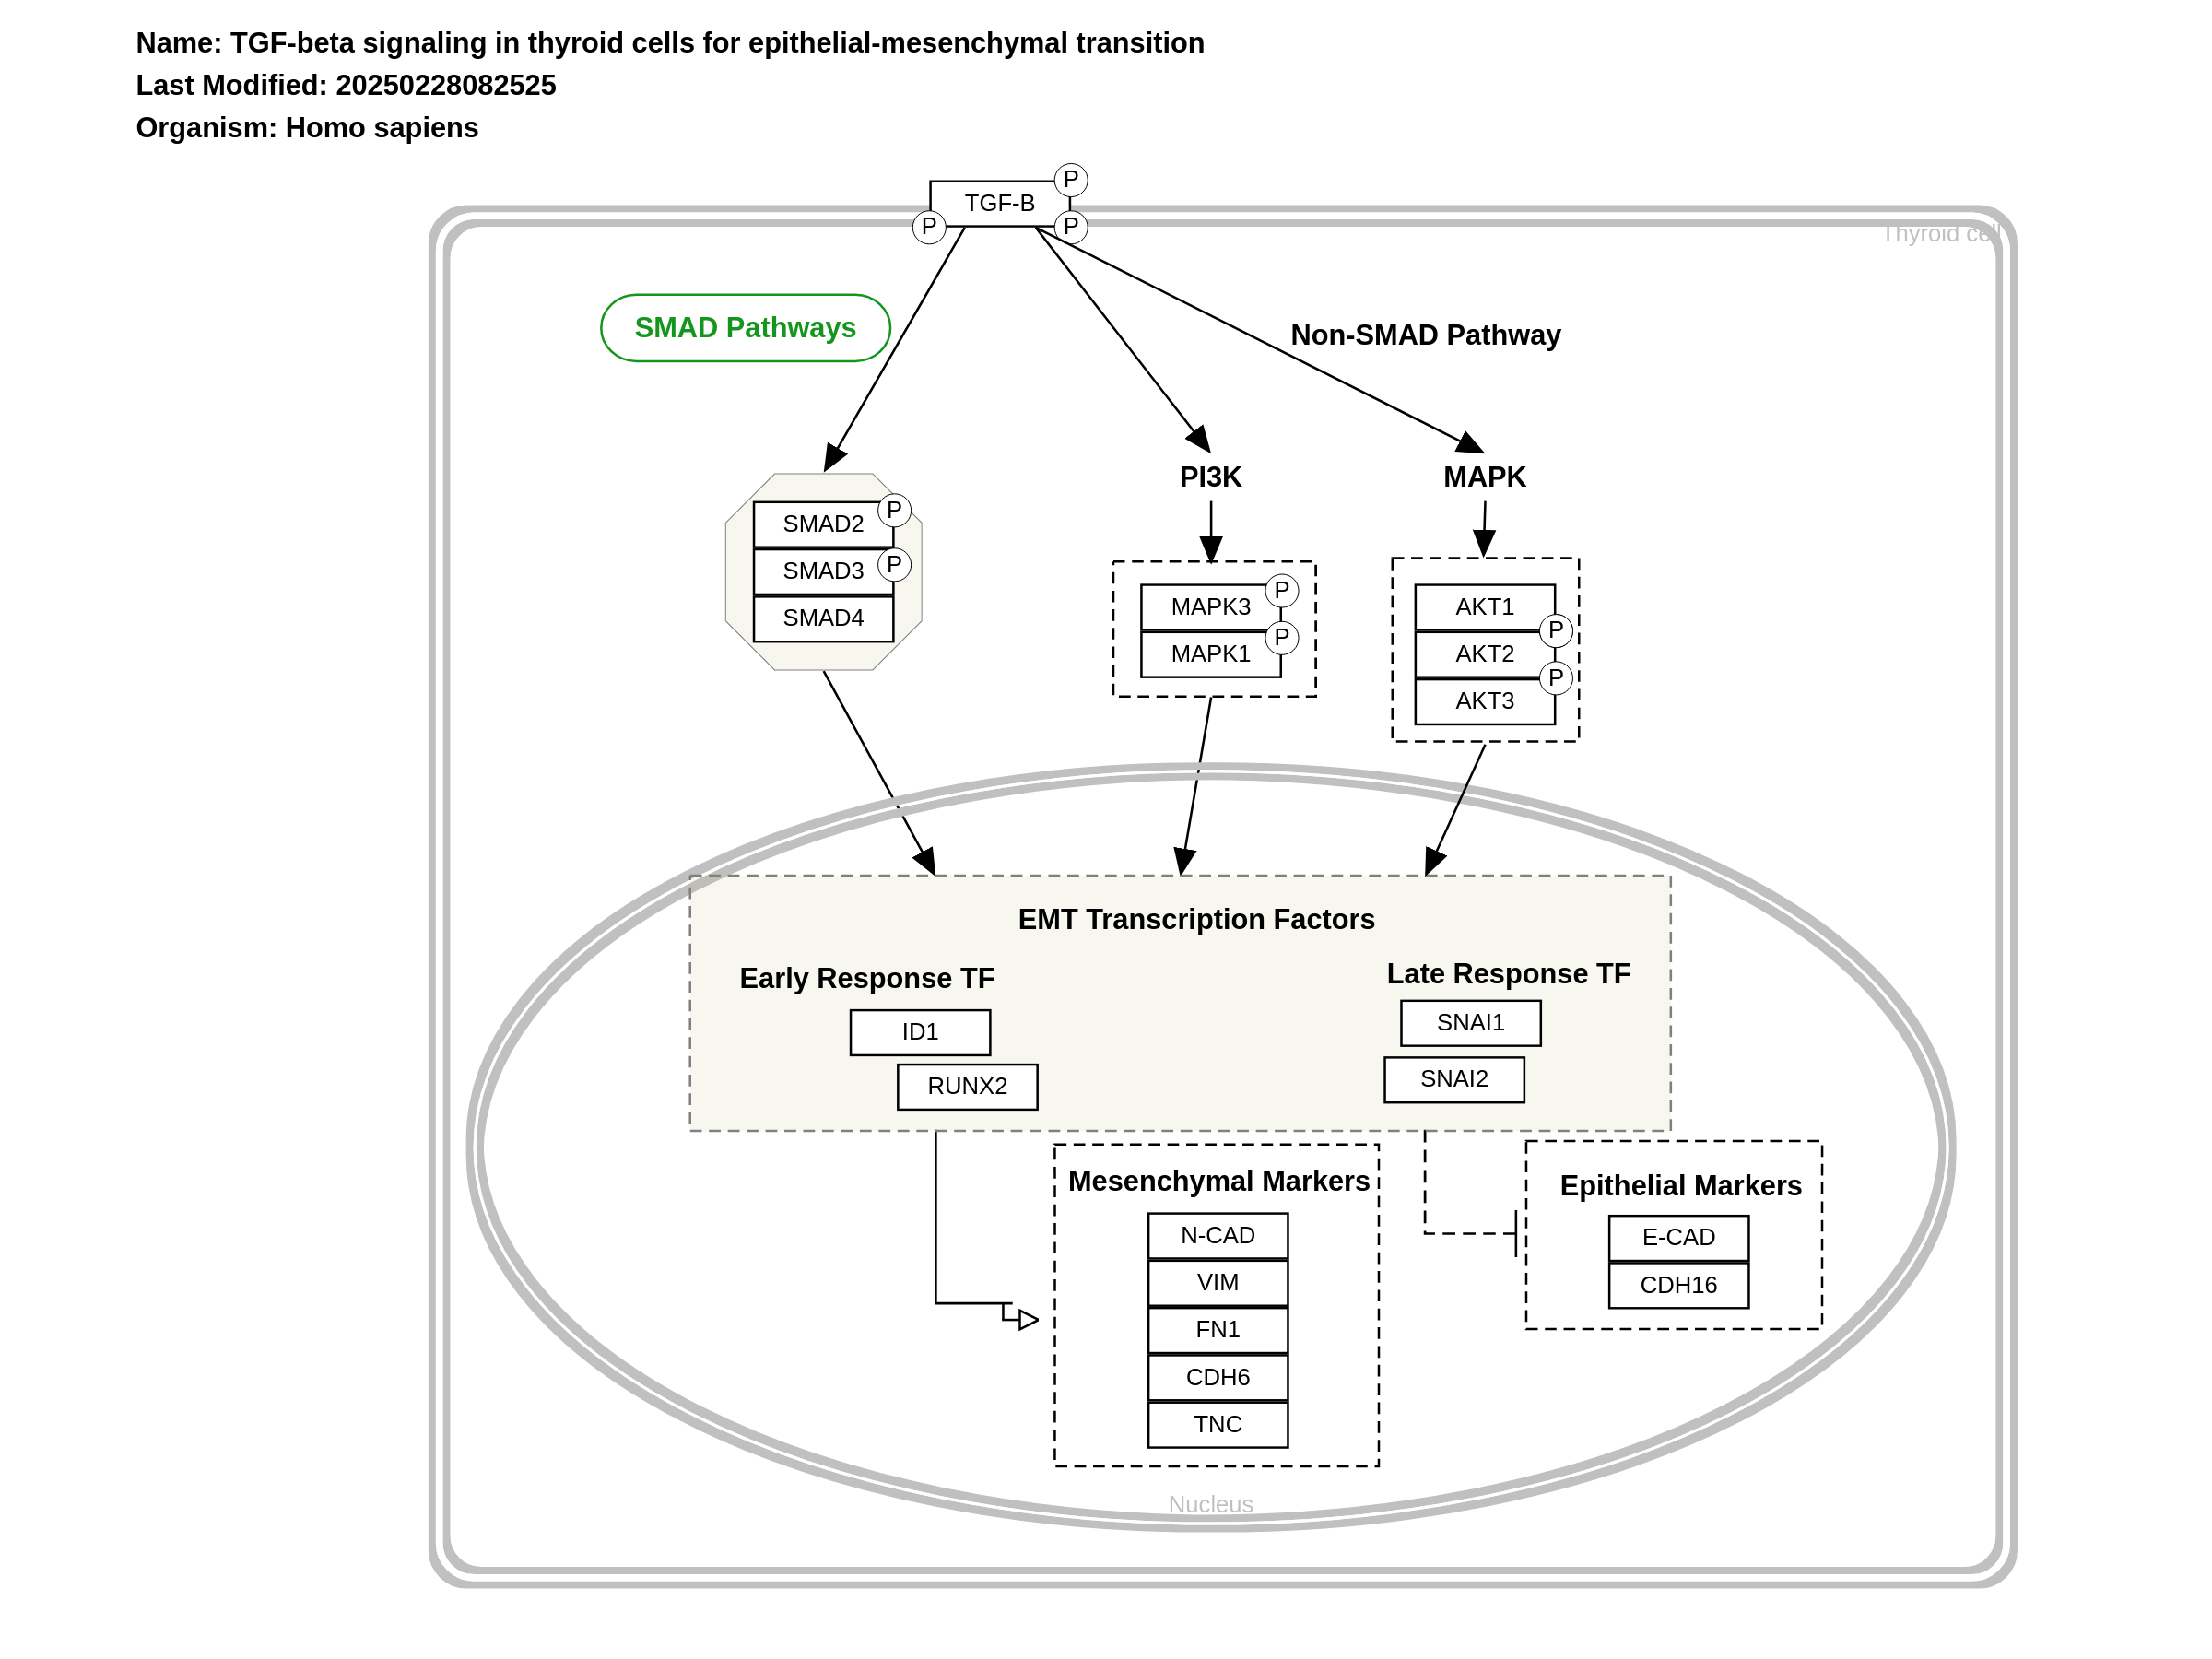 Name: TGF-beta signaling in thyroid cells for epithelial-mesenchymal transition
Last Modified: 20250228082525
Organism: Homo sapiens
P
TGF-B
P
P
Thyroid cell
SMAD Pathways
Non-SMAD Pathway
PI3K
MAPK
SMAD2
P
SMAD3
P
SMAD4
MAPK3
P
MAPK1
P
AKT1
P
AKT2
P
AKT3
EMT Transcription Factors
Early Response TF
Late Response TF
ID1
RUNX2
SNAI1
SNAI2
Mesenchymal Markers
N-CAD
VIM
FN1
CDH6
TNC
Epithelial Markers
E-CAD
CDH16
Nucleus